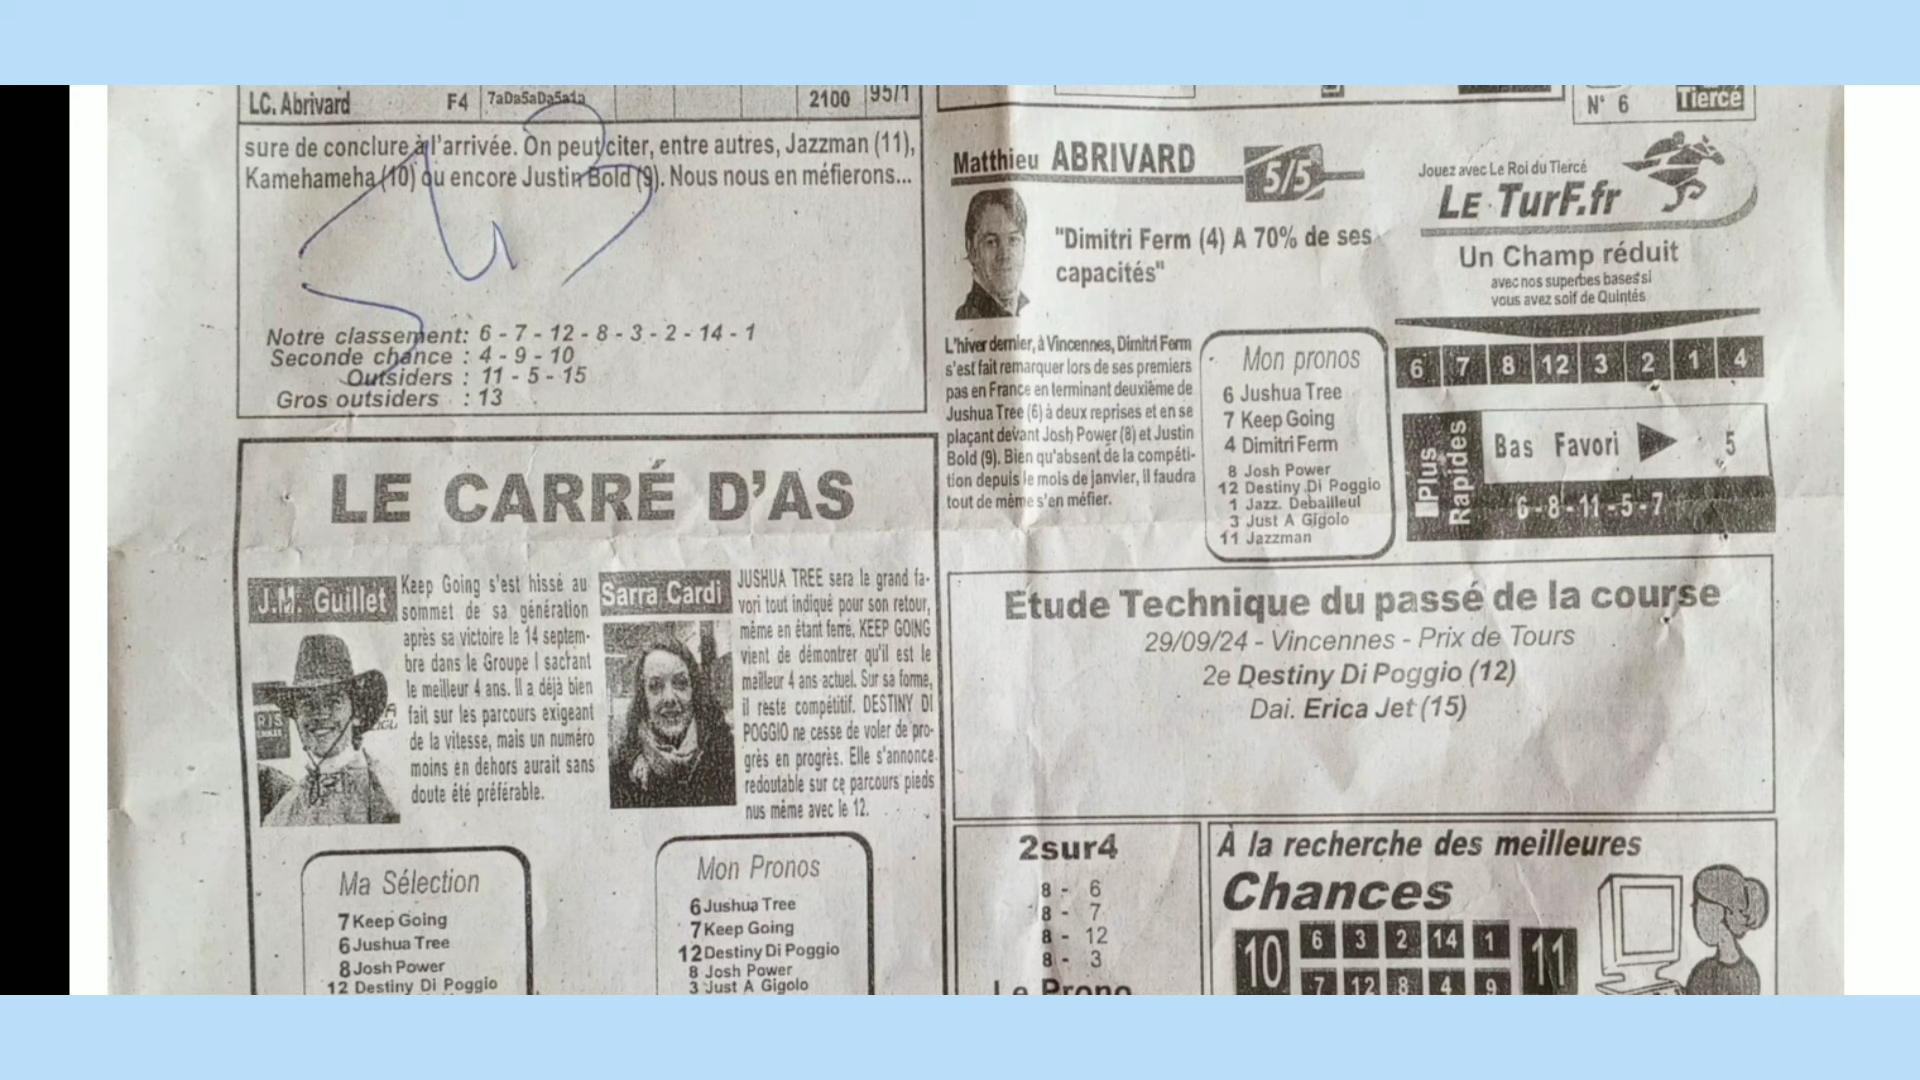 LC. Abrivard F4 7aDa5aDa5a1a 2100 95/1
sure de conclure à l'arrivée. On peut citer, entre autres, Jazzman (11),
Kamehameha (10) ou encore Justin Bold (9). Nous nous en méfierons...
Notre classement: 6 - 7 - 12 - 8 - 3 - 2 - 14 - 1
Seconde chance : 4 - 9 - 10
Outsiders : 11 - 5 - 15
Gros outsiders : 13
LE CARRÉ D'AS
J.M. Guillet
Keep Going s'est hissé au
sommet de sa génération
après sa victoire le 14 septem-
bre dans le Groupe I sacrant
le meilleur 4 ans. Il a déjà bien
fait sur les parcours exigeant
de la vitesse, mais un numéro
moins en dehors aurait sans
doute été préférable.
Ma Sélection
7 Keep Going
6 Jushua Tree
8 Josh Power
12 Destiny Di Poggio
Sarra Cardi
JUSHUA TREE sera le grand fa-
vori tout indiqué pour son retour,
même en étant ferré. KEEP GOING
vient de démontrer qu'il est le
meilleur 4 ans actuel. Sur sa forme,
il reste compétitif. DESTINY DI
POGGIO ne cesse de voler de pro-
grès en progrès. Elle s'annonce
redoutable sur ce parcours pieds
nus même avec le 12.
Mon Pronos
6 Jushua Tree
7 Keep Going
12 Destiny Di Poggio
8 Josh Power
3 Just A Gigolo
N° 6 Tiercé
Matthieu ABRIVARD 5/5
"Dimitri Ferm (4) A 70% de ses
capacités"
L'hiver dernier, à Vincennes, Dimitri Ferm
s'est fait remarquer lors de ses premiers
pas en France en terminant deuxième de
Jushua Tree (6) à deux reprises et en se
plaçant devant Josh Power (8) et Justin
Bold (9). Bien qu'absent de la compéti-
tion depuis le mois de janvier, il faudra
tout de même s'en méfier.
Mon pronos
6 Jushua Tree
7 Keep Going
4 Dimitri Ferm
8 Josh Power
12 Destiny Di Poggio
1 Jazz. Debailleul
3 Just A Gigolo
11 Jazzman
Jouez avec Le Roi du Tiercé
LE TURF.fr
Un Champ réduit
avec nos superbes bases si
vous avez soif de Quintés
6 7 8 12 3 2 1 4
Plus Rapides
Bas Favori 5
6 - 8 - 11 - 5 - 7
Etude Technique du passé de la course
29/09/24 - Vincennes - Prix de Tours
2e Destiny Di Poggio (12)
Dai. Erica Jet (15)
2sur4
8 - 6
8 - 7
8 - 12
8 - 3
Le Prono
À la recherche des meilleures
Chances
10
6 3 2 14 1
7 12 8 4 9
11